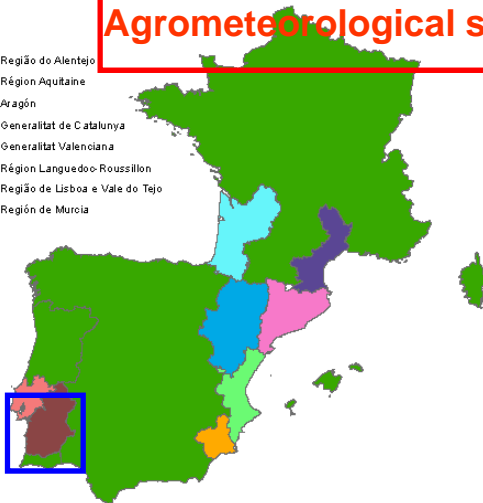 Agrometeorological s
Região do Alentejo
Région Aquitaine
Aragón
Generalitat de Catalunya
Generalitat Valenciana
Région Languedoc-Roussillon
Região de Lisboa e Vale do Tejo
Región de Murcia